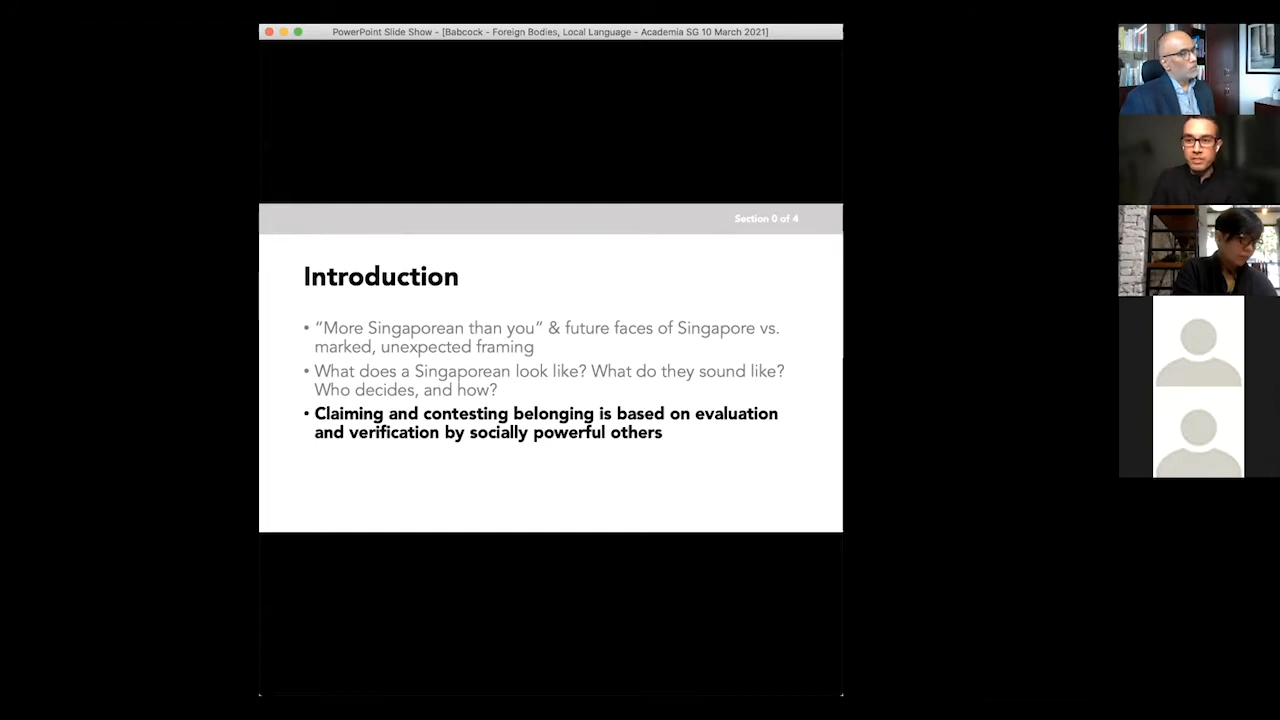 PowerPoint Slide Show - [Babcock - Foreign Bodies, Local Language - Academia SG 10 March 2021]
Section 0 of 4
Introduction
• “More Singaporean than you” & future faces of Singapore vs.
marked, unexpected framing
• What does a Singaporean look like? What do they sound like?
Who decides, and how?
• Claiming and contesting belonging is based on evaluation
and verification by socially powerful others